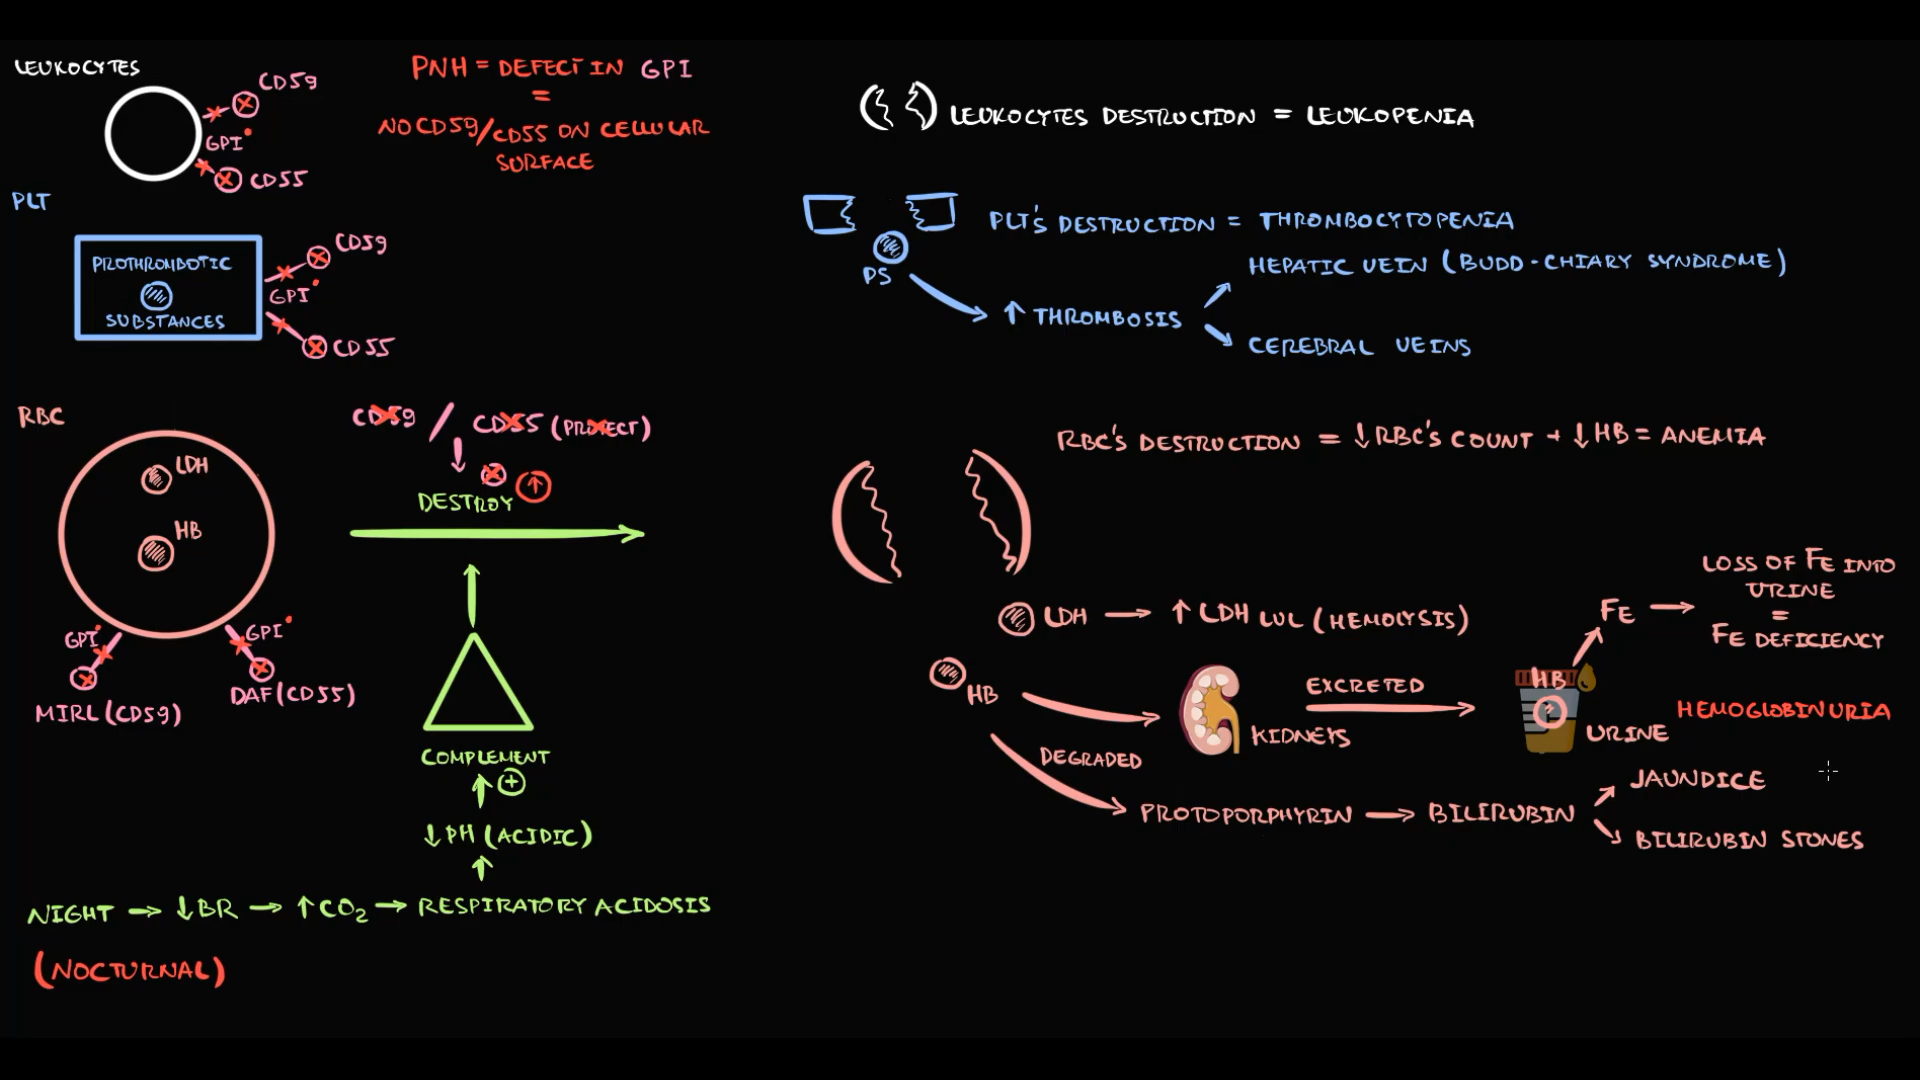 LEUKOCYTES
CD59
GPI
CD55
PNH = DEFECT IN GPI
=
NO CD59/CD55 ON CELLULAR
SURFACE
PLT
PROTHROMBOTIC
SUBSTANCES
CD59
GPI
CD55
RBC
LDH
HB
GPI
GPI
MIRL (CD59)
DAF (CD55)
CD59 / CD55 (PROTECT)
↓
DESTROY ↑
COMPLEMENT
↑ +
↓ PH (ACIDIC)
↑
NIGHT → ↓ BR → ↑ CO2 → RESPIRATORY ACIDOSIS
(NOCTURNAL)
LEUKOCYTES DESTRUCTION = LEUKOPENIA
PLT'S DESTRUCTION = THROMBOCYTOPENIA
PS
↑ THROMBOSIS
HEPATIC VEIN (BUDD-CHIARY SYNDROME)
CEREBRAL VEINS
RBC'S DESTRUCTION = ↓ RBC'S COUNT + ↓ HB = ANEMIA
LDH → ↑ LDH LVL (HEMOLYSIS)
HB
KIDNEYS
EXCRETED
HB
URINE
HEMOGLOBINURIA
FE →
LOSS OF FE INTO
URINE
=
FE DEFICIENCY
DEGRADED
PROTOPORPHYRIN → BILIRUBIN
JAUNDICE
BILIRUBIN STONES